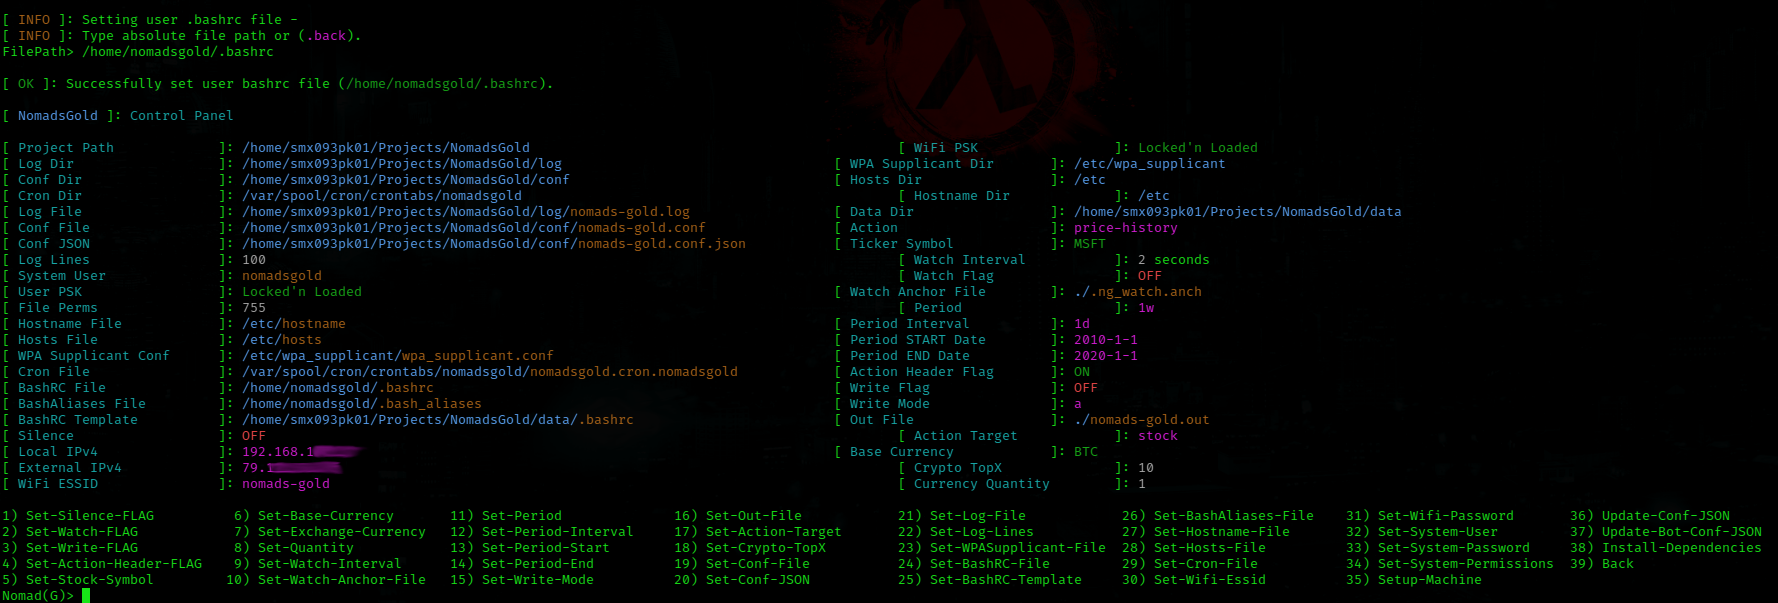 [ INFO ]: Setting user .bashrc file -
[ INFO ]: Type absolute file path or (.back).
FilePath> /home/nomadsgold/.bashrc
[ OK ]: Successfully set user bashrc file (/home/nomadsgold/.bashrc).
[ NomadsGold ]: Control Panel
[ Project Path ]: /home/smx093pk01/Projects/NomadsGold [ WiFi PSK ]: Locked'n Loaded
[ Log Dir ]: /home/smx093pk01/Projects/NomadsGold/log [ WPA Supplicant Dir ]: /etc/wpa_supplicant
[ Conf Dir ]: /home/smx093pk01/Projects/NomadsGold/conf [ Hosts Dir ]: /etc
[ Cron Dir ]: /var/spool/cron/crontabs/nomadsgold [ Hostname Dir ]: /etc
[ Log File ]: /home/smx093pk01/Projects/NomadsGold/log/nomads-gold.log [ Data Dir ]: /home/smx093pk01/Projects/NomadsGold/data
[ Conf File ]: /home/smx093pk01/Projects/NomadsGold/conf/nomads-gold.conf [ Action ]: price-history
[ Conf JSON ]: /home/smx093pk01/Projects/NomadsGold/conf/nomads-gold.conf.json [ Ticker Symbol ]: MSFT
[ Log Lines ]: 100 [ Watch Interval ]: 2 seconds
[ System User ]: nomadsgold [ Watch Flag ]: OFF
[ User PSK ]: Locked'n Loaded [ Watch Anchor File ]: ./.ng_watch.anch
[ File Perms ]: 755 [ Period ]: 1w
[ Hostname File ]: /etc/hostname [ Period Interval ]: 1d
[ Hosts File ]: /etc/hosts [ Period START Date ]: 2010-1-1
[ WPA Supplicant Conf ]: /etc/wpa_supplicant/wpa_supplicant.conf [ Period END Date ]: 2020-1-1
[ Cron File ]: /var/spool/cron/crontabs/nomadsgold/nomadsgold.cron.nomadsgold [ Action Header Flag ]: ON
[ BashRC File ]: /home/nomadsgold/.bashrc [ Write Flag ]: OFF
[ BashAliases File ]: /home/nomadsgold/.bash_aliases [ Write Mode ]: a
[ BashRC Template ]: /home/smx093pk01/Projects/NomadsGold/data/.bashrc [ Out File ]: ./nomads-gold.out
[ Silence ]: OFF [ Action Target ]: stock
[ Local IPv4 ]: 192.168.1 [ Base Currency ]: BTC
[ External IPv4 ]: 79.1 [ Crypto TopX ]: 10
[ WiFi ESSID ]: nomads-gold [ Currency Quantity ]: 1
1) Set-Silence-FLAG 6) Set-Base-Currency 11) Set-Period 16) Set-Out-File 21) Set-Log-File 26) Set-BashAliases-File 31) Set-Wifi-Password 36) Update-Conf-JSON
2) Set-Watch-FLAG 7) Set-Exchange-Currency 12) Set-Period-Interval 17) Set-Action-Target 22) Set-Log-Lines 27) Set-Hostname-File 32) Set-System-User 37) Update-Bot-Conf-JSON
3) Set-Write-FLAG 8) Set-Quantity 13) Set-Period-Start 18) Set-Crypto-TopX 23) Set-WPASupplicant-File 28) Set-Hosts-File 33) Set-System-Password 38) Install-Dependencies
4) Set-Action-Header-FLAG 9) Set-Watch-Interval 14) Set-Period-End 19) Set-Conf-File 24) Set-BashRC-File 29) Set-Cron-File 34) Set-System-Permissions 39) Back
5) Set-Stock-Symbol 10) Set-Watch-Anchor-File 15) Set-Write-Mode 20) Set-Conf-JSON 25) Set-BashRC-Template 30) Set-Wifi-Essid 35) Setup-Machine
Nomad(G)>